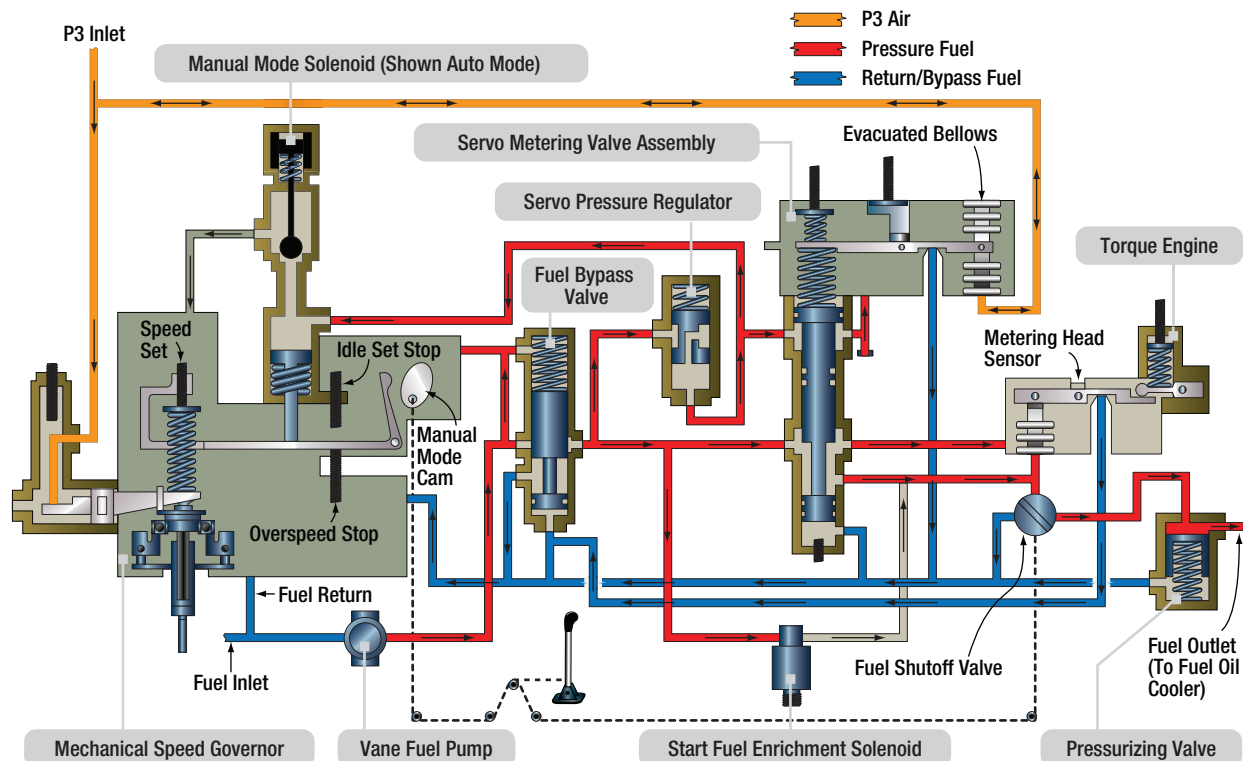 P3 Inlet
Manual Mode Solenoid (Shown Auto Mode)
P3 Air
Pressure Fuel
Return/Bypass Fuel
Servo Metering Valve Assembly
Evacuated Bellows
Servo Pressure Regulator
Torque Engine
Fuel Bypass
Valve
Speed
Set
Idle Set Stop
Metering Head
Sensor
Manual
Mode
Cam
Overspeed Stop
Fuel Return
Fuel Inlet
Fuel Shutoff Valve
Fuel Outlet
(To Fuel Oil
Cooler)
Mechanical Speed Governor
Vane Fuel Pump
Start Fuel Enrichment Solenoid
Pressurizing Valve